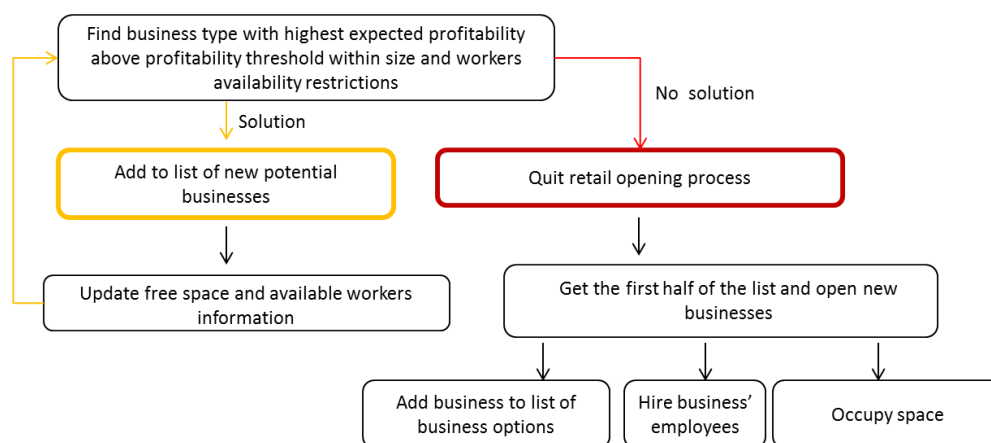 Find business type with highest expected profitability
above profitability threshold within size and workers
availability restrictions
No solution
Solution
Add to list of new potential
businesses
Quit retail opening process
Update free space and available workers
information
Get the first half of the list and open new
businesses
Add business to list of
business options
Hire business’
employees
Occupy space